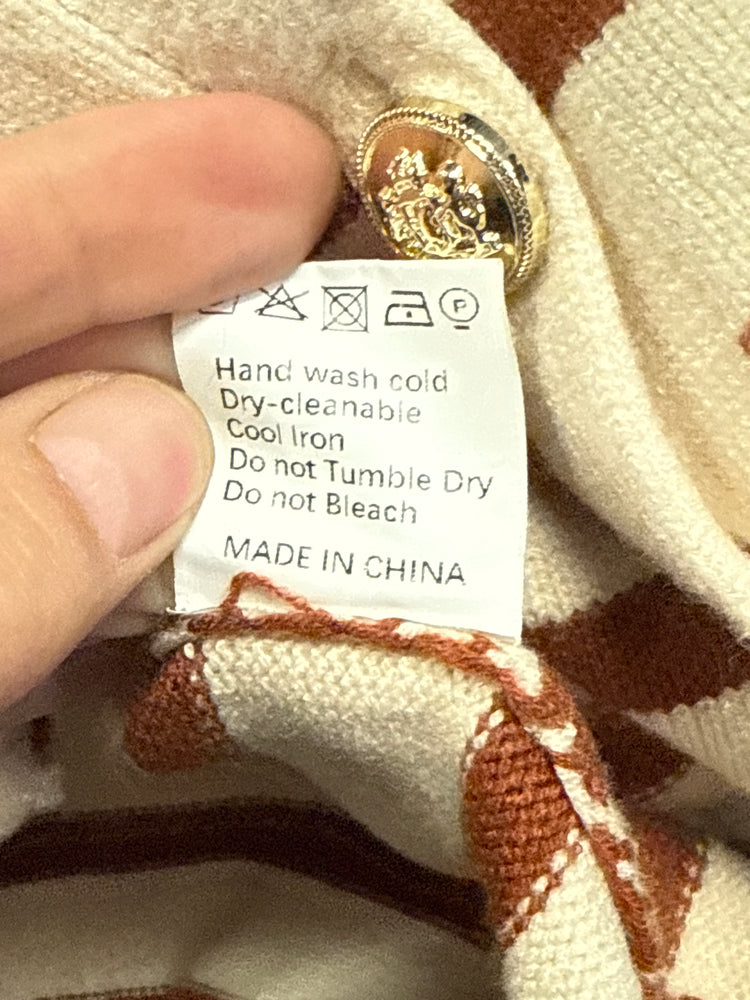 P
Hand wash cold
Dry-cleanable
Cool Iron
Do not Tumble Dry
Do not Bleach
MADE IN CHINA